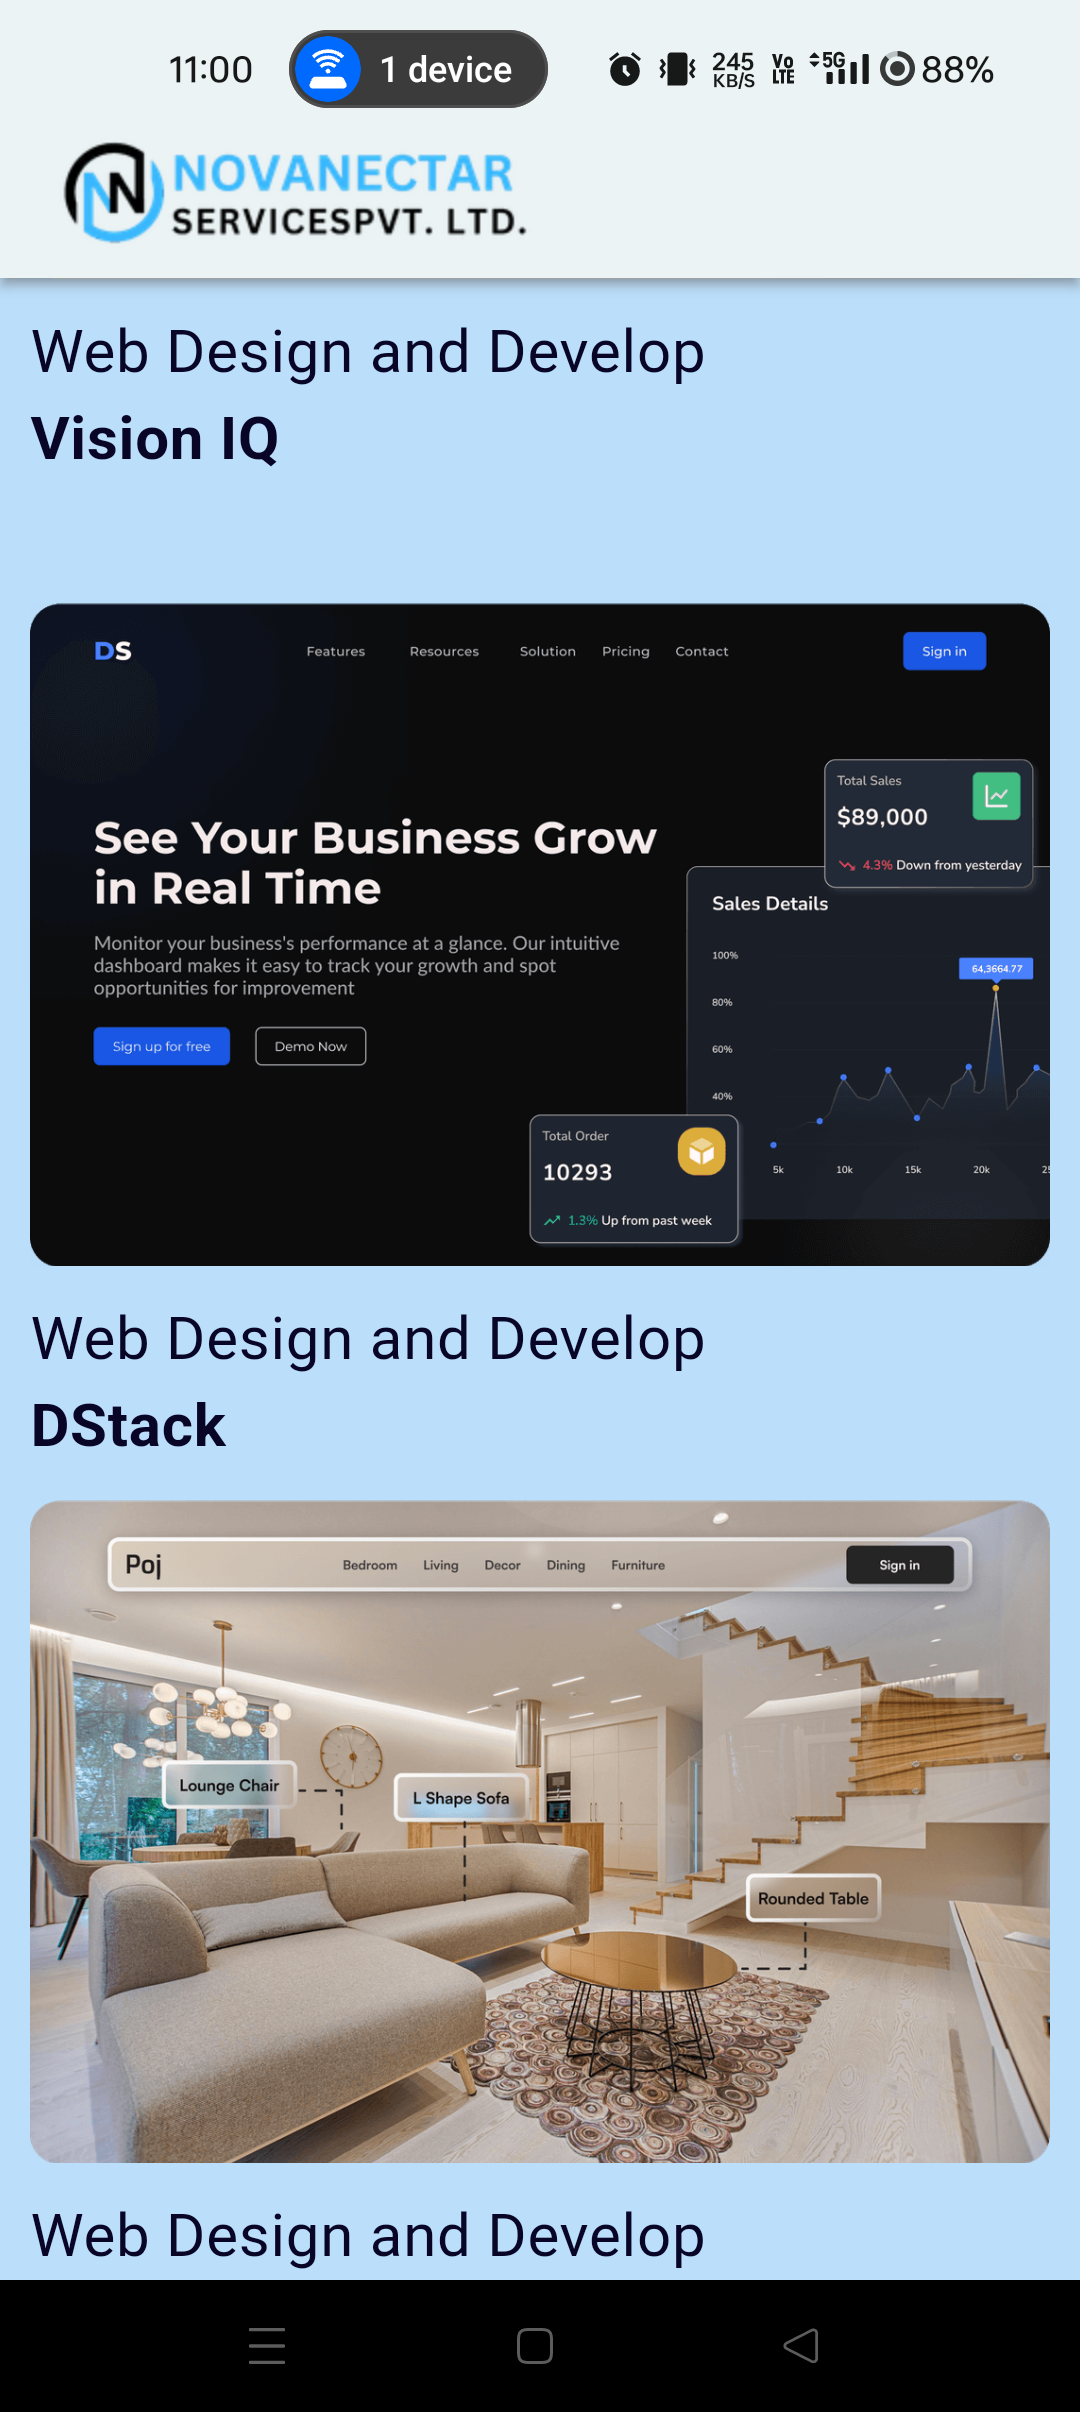 11:00
1 device
245
KB/S
Vo
LTE
5G
88%
NOVANECTAR
SERVICESPVT. LTD.
Web Design and Develop
Vision IQ
DS
Features Resources Solution Pricing Contact
Sign in
Total Sales
$89,000
4.3% Down from yesterday
See Your Business Grow
in Real Time
Monitor your business's performance at a glance. Our intuitive
dashboard makes it easy to track your growth and spot
opportunities for improvement
Sign up for free
Demo Now
Sales Details
100%
64,3664.77
80%
60%
40%
5k 10k 15k 20k 25
Total Order
10293
1.3% Up from past week
Web Design and Develop
DStack
Poj
Bedroom Living Decor Dining Furniture
Sign in
Lounge Chair
L Shape Sofa
Rounded Table
Web Design and Develop